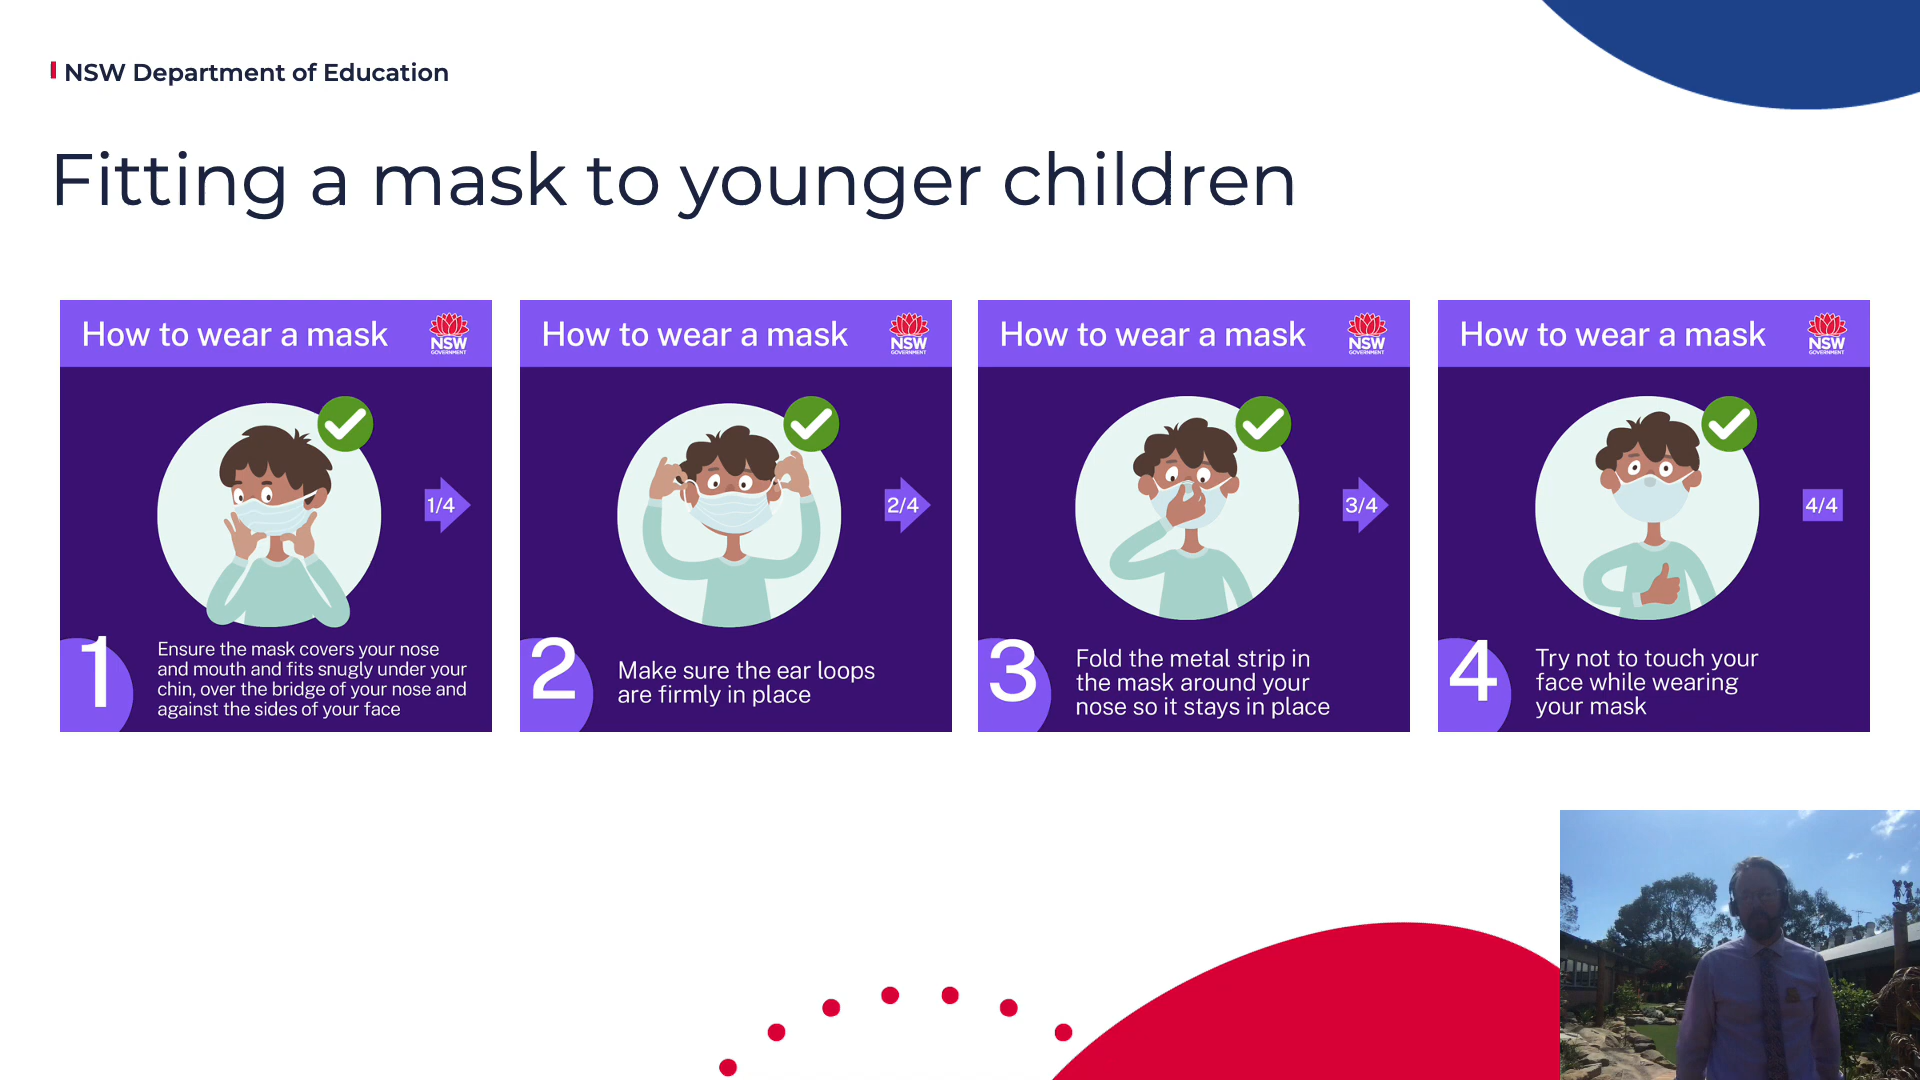 NSW Department of Education
Fitting a mask to younger children
How to wear a mask
NSW
GOVERNMENT
1/4
1
Ensure the mask covers your nose
and mouth and fits snugly under your
chin, over the bridge of your nose and
against the sides of your face
How to wear a mask
NSW
GOVERNMENT
2/4
2
Make sure the ear loops
are firmly in place
How to wear a mask
NSW
GOVERNMENT
3/4
3
Fold the metal strip in
the mask around your
nose so it stays in place
How to wear a mask
NSW
GOVERNMENT
4/4
4
Try not to touch your
face while wearing
your mask